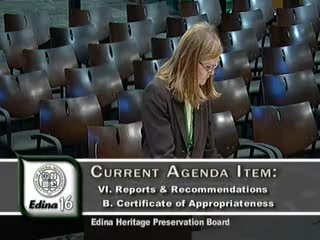 CURRENT AGENDA ITEM:
VI. Reports & Recommendations
B. Certificate of Appropriateness
Edina Heritage Preservation Board
Edina 16